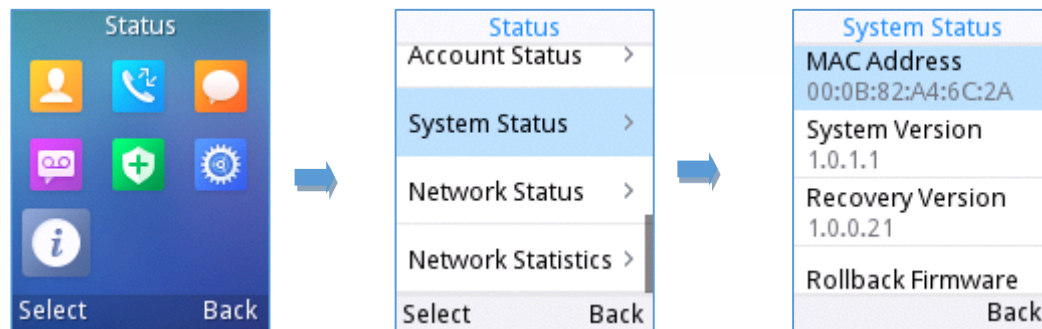 Status
Select Back
Status
Account Status
System Status
Network Status
Network Statistics
Select Back
System Status
MAC Address
00:0B:82:A4:6C:2A
System Version
1.0.1.1
Recovery Version
1.0.0.21
Rollback Firmware
Back